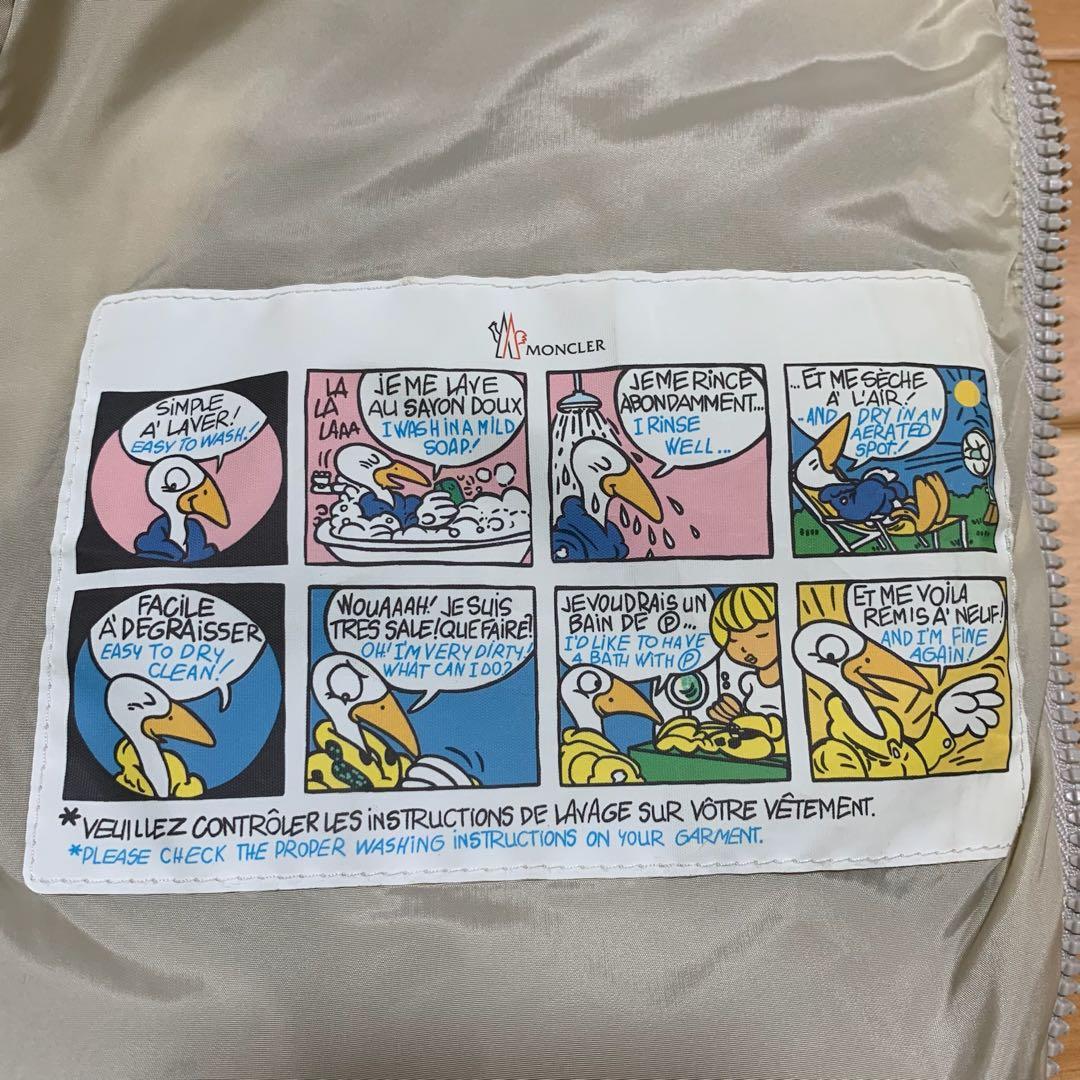 MONCLER
SIMPLE
A' LAVER!
EASY TO WASH!
LA
LA
LAAA
JE ME LAVE
AU SAVON DOUX
I WASH IN A MILD
SOAP!
JE ME RINCE
ABONDAMMENT...
I RINSE
WELL...
...ET ME SÈCHE
A' L'AIR!
-AND DRY IN AN
AERATED
SPOT!
FACILE
A' DEGRAISSER
EASY TO DRY
CLEAN!
WOUAAAH! JE SUIS
TRES SALE! QUE FAIRE?
OH! I'M VERY DIRTY!
WHAT CAN I DO?
JE VOUDRAIS UN
BAIN DE Ⓟ...
I'D LIKE TO HAVE
A BATH WITH Ⓟ
ET ME VOILA
REMIS A' NEUF!
AND I'M FINE
AGAIN!
*VEUILLEZ CONTRÔLER LES INSTRUCTIONS DE LAVAGE SUR VÔTRE VÊTEMENT.
*PLEASE CHECK THE PROPER WASHING INSTRUCTIONS ON YOUR GARMENT.